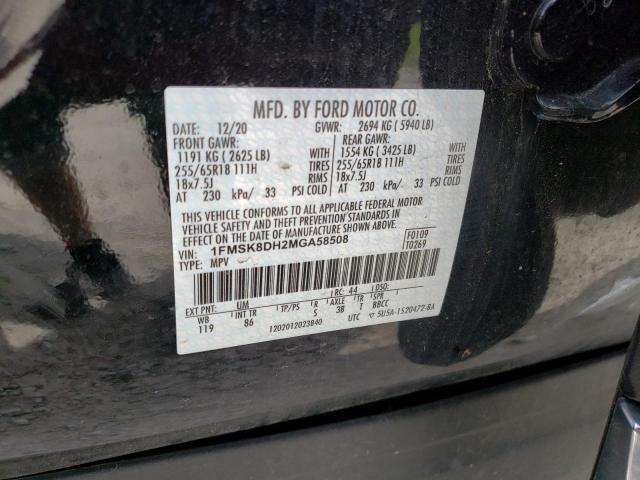 MFD. BY FORD MOTOR CO.
DATE: 12/20 GVWR: 2694 KG ( 5940 LB)
FRONT GAWR: REAR GAWR:
1191 KG ( 2625 LB) 1554 KG ( 3425 LB)
255/65R18 111H TIRES 255/65R18 111H TIRES
18x7.5J RIMS 18x7.5J RIMS
AT 230 kPa/ 33 PSI COLD AT 230 kPa/ 33 PSI COLD
THIS VEHICLE CONFORMS TO ALL APPLICABLE FEDERAL MOTOR
VEHICLE SAFETY AND THEFT PREVENTION STANDARDS IN
EFFECT ON THE DATE OF MANUFACTURE SHOWN ABOVE.
VIN: 1FMSK8DH2MGA58508 F0109
TYPE: MPV T0269
EXT PNT: UM RC: 44 DSO:
WB INT TR TP/PS R AXLE TR SPR
119 86 S 3B T BBCC
1202012023840 UTC ▽ 5U5A-1520472-BA